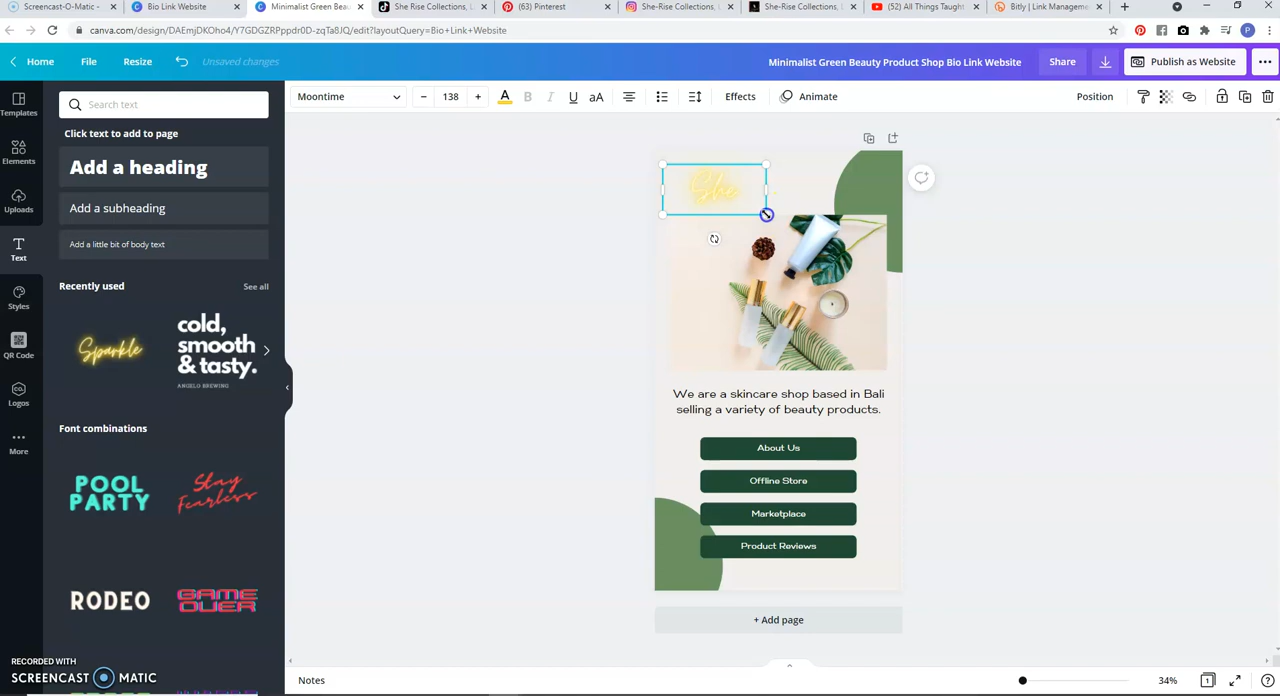 Screencast-O-Matic -
Bio Link Website
Minimalist Green Beau
She Rise Collections, L
(63) Pinterest
She-Rise Collections, L
She-Rise Collections, L
(52) All Things Taught
Bitly | Link Manageme
P
canva.com/design/DAEmjDKOho4/Y7GDGZRPppdr0D-zqTa8JQ/edit?layoutQuery=Bio+Link+Website
Home
File
Resize
Unsaved changes
Minimalist Green Beauty Product Shop Bio Link Website
Share
Publish as Website
Templates
Elements
Uploads
Text
Styles
QR Code
Logos
More
Search text
Click text to add to page
Add a heading
Add a subheading
Add a little bit of body text
Recently used
See all
Sparkle
cold,
smooth
& tasty.
ANGELO BREWING
Font combinations
POOL
PARTY
Stay
Fearless
RODEO
GAME
OVER
Moontime
138
A
B
I
U
aA
Effects
Animate
Position
She
We are a skincare shop based in Bali
selling a variety of beauty products.
About Us
Offline Store
Marketplace
Product Reviews
+ Add page
RECORDED WITH
SCREENCAST MATIC
Notes
34%
1